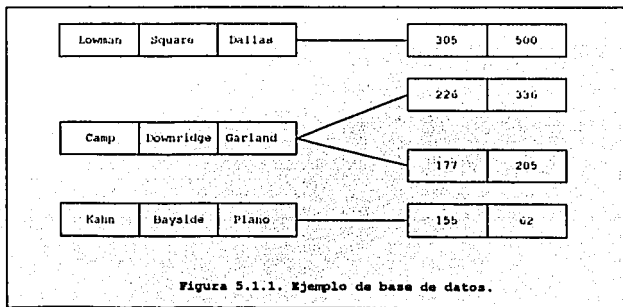 Lowman Square Dallas 305 500
226 336
Camp Downridge Garland
177 205
Kahn Bayside Plano 155 62
Figura 5.1.1. Ejemplo de base de datos.